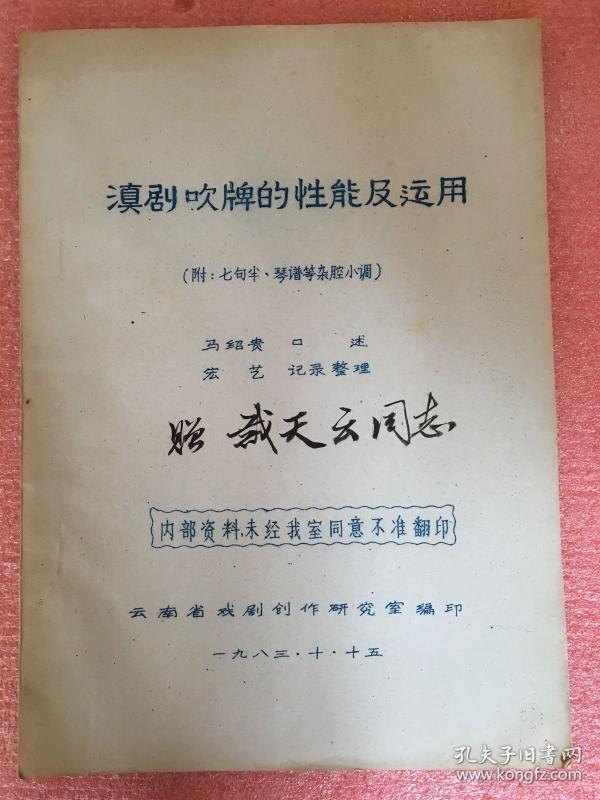 滇剧吹牌的性能及运用
(附：七句半、琴谱等杂腔小调)
马绍贵 口 述
宏 艺 记录整理
赠 戴天云同志
内部资料.未经我室同意不准翻印
云南省戏剧创作研究室编印
一九八三·十·十五
孔夫子旧书网
www.kongfz.com